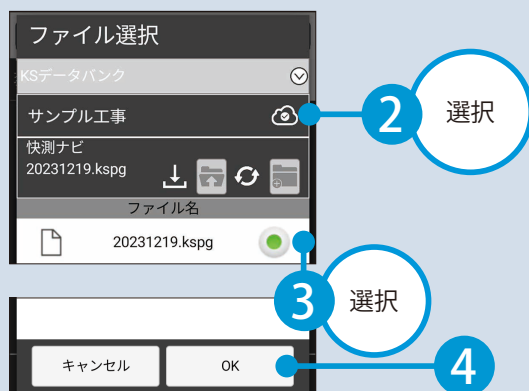 ファイル選択
KSデータバンク
サンプル工事
2
選択
快測ナビ
20231219.kspg
ファイル名
20231219.kspg
3
選択
キャンセル
OK
4